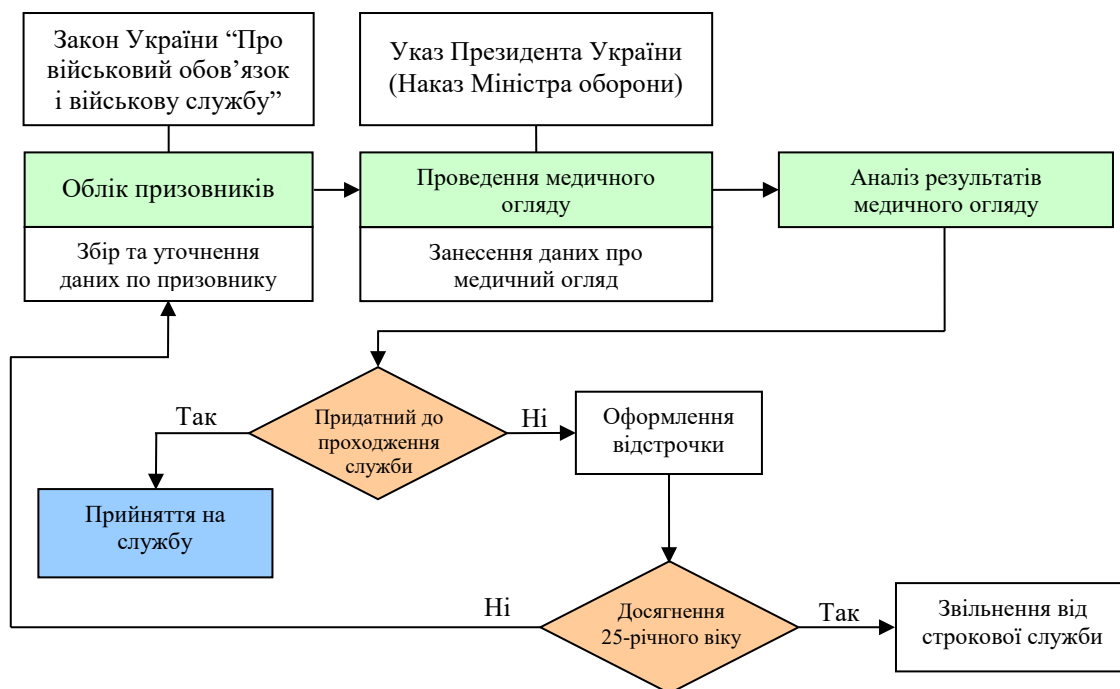 Закон України “Про
військовий обов’язок
і військову службу”
Указ Президента України
(Наказ Міністра оборони)
Облік призовників
Проведення медичного
огляду
Аналіз результатів
медичного огляду
Збір та уточнення
даних по призовнику
Занесення даних про
медичний огляд
Так
Придатний до
проходження
служби
Ні
Оформлення
відстрочки
Прийняття на
службу
Ні
Досягнення
25-річного віку
Так
Звільнення від
строкової служби